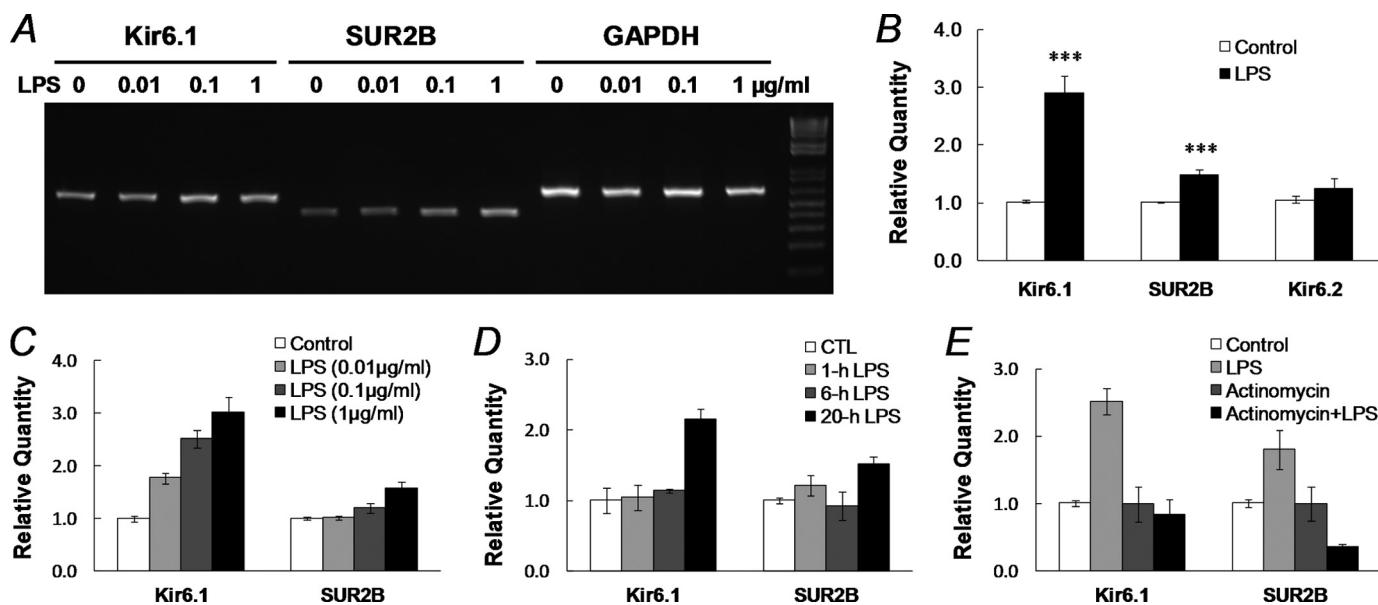 A
Kir6.1 SUR2B GAPDH
LPS 0 0.01 0.1 1 0 0.01 0.1 1 0 0.01 0.1 1 µg/ml
B
Relative Quantity
4.0
3.0
2.0
1.0
0.0
Control
LPS
*** ***
Kir6.1 SUR2B Kir6.2
C
Relative Quantity
4.0
3.0
2.0
1.0
0.0
Control
LPS (0.01µg/ml)
LPS (0.1µg/ml)
LPS (1µg/ml)
Kir6.1 SUR2B
D
Relative Quantity
3.0
2.0
1.0
0.0
CTL
1-h LPS
6-h LPS
20-h LPS
Kir6.1 SUR2B
E
Relative Quantity
3.0
2.0
1.0
0.0
Control
LPS
Actinomycin
Actinomycin+LPS
Kir6.1 SUR2B